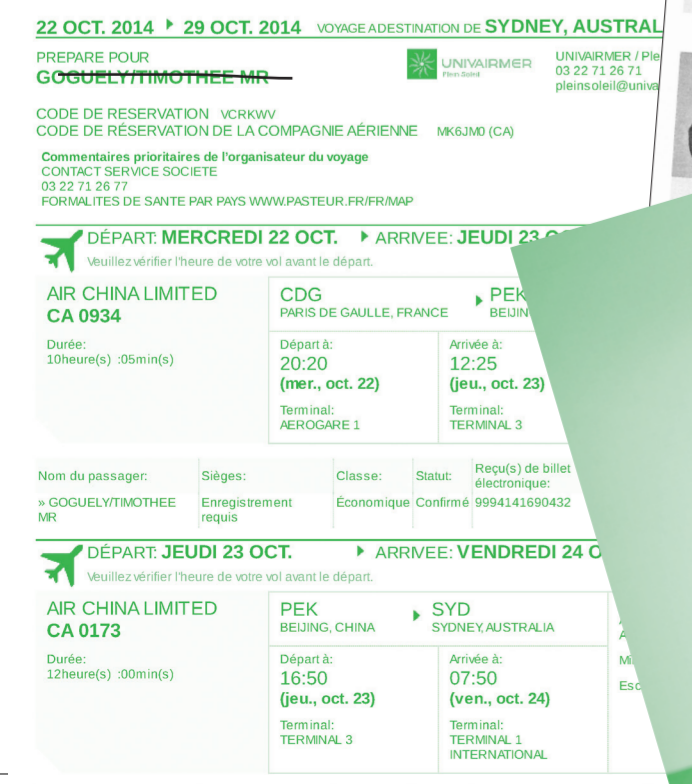 22 OCT. 2014 29 OCT. 2014 VOYAGE A DESTINATION DE SYDNEY, AUSTRAL
PREPARE POUR
GOGUELY/TIMOTHEE MR
UNIVAIRMER
Plein Soleil
UNIVAIRMER / Ple
03 22 71 26 71
pleinsoleil@univa
CODE DE RESERVATION VCRKWV
CODE DE RÉSERVATION DE LA COMPAGNIE AÉRIENNE MK6JM0 (CA)
Commentaires prioritaires de l'organisateur du voyage
CONTACT SERVICE SOCIETE
03 22 71 26 77
FORMALITES DE SANTE PAR PAYS WWW.PASTEUR.FR/FR/MAP
DÉPART: MERCREDI 22 OCT. ARRIVEE: JEUDI 23
Veuillez vérifier l'heure de votre vol avant le départ.
AIR CHINA LIMITED
CA 0934
Durée:
10heure(s) :05min(s)
CDG
PARIS DE GAULLE, FRANCE
PEK
BEIJIN
Départ à:
20:20
(mer., oct. 22)
Terminal:
AEROGARE 1
Arrivée à:
12:25
(jeu., oct. 23)
Terminal:
TERMINAL 3
Nom du passager: Sièges: Classe: Statut: Reçu(s) de billet
électronique:
» GOGUELY/TIMOTHEE Enregistrement Économique Confirmé 9994141690432
MR requis
DÉPART: JEUDI 23 OCT. ARRIVEE: VENDREDI 24 O
Veuillez vérifier l'heure de votre vol avant le départ.
AIR CHINA LIMITED
CA 0173
Durée:
12heure(s) :00min(s)
PEK
BEIJING, CHINA
SYD
SYDNEY, AUSTRALIA
Départ à:
16:50
(jeu., oct. 23)
Terminal:
TERMINAL 3
Arrivée à:
07:50
(ven., oct. 24)
Terminal:
TERMINAL 1
INTERNATIONAL
A
A
Mi
Esc